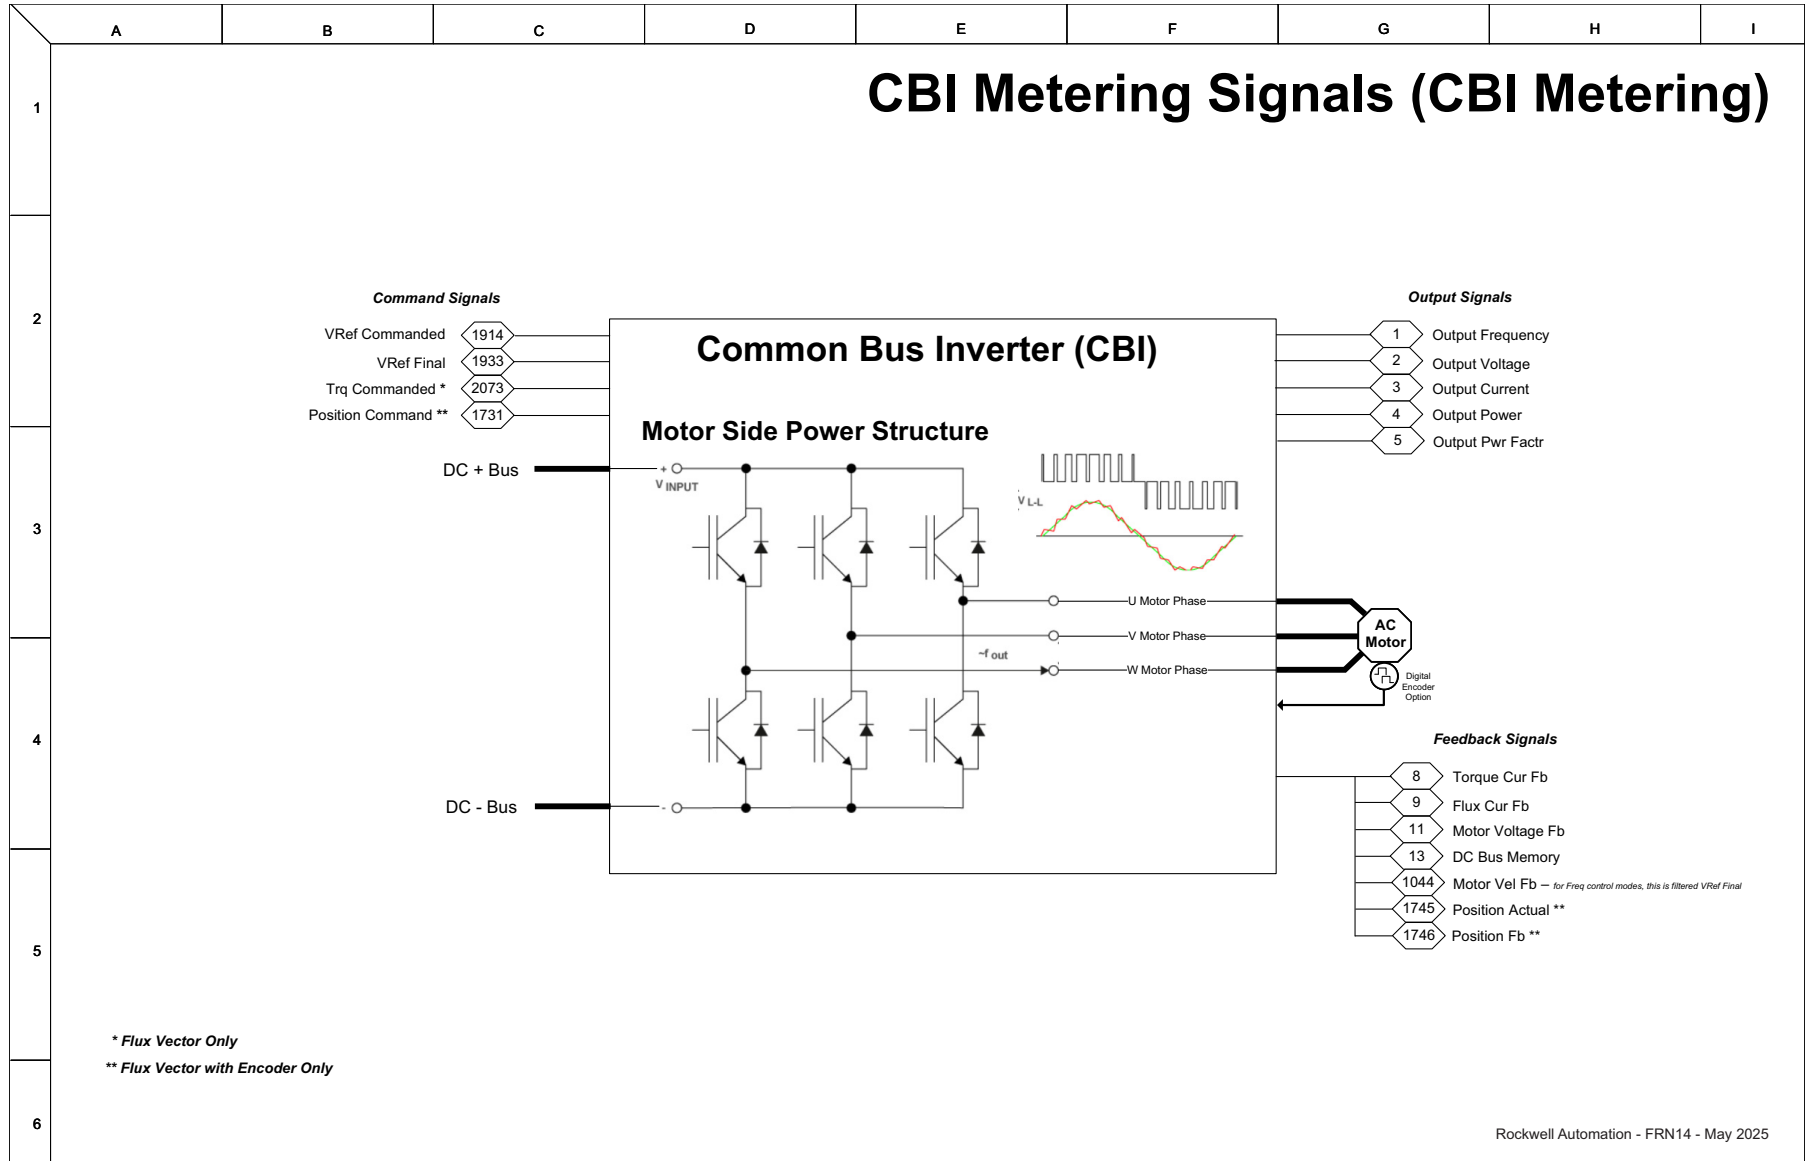 A B C D E F G H I
1
CBI Metering Signals (CBI Metering)
2
Command Signals
VRef Commanded 1914
VRef Final 1933
Trq Commanded * 2073
Position Command ** 1731
Common Bus Inverter (CBI)
Output Signals
1 Output Frequency
2 Output Voltage
3 Output Current
4 Output Power
5 Output Pwr Factr
Motor Side Power Structure
DC + Bus
+
V INPUT
V L-L
3
U Motor Phase
V Motor Phase
~f out
W Motor Phase
AC
Motor
Digital
Encoder
Option
4
DC - Bus
-
Feedback Signals
8 Torque Cur Fb
9 Flux Cur Fb
11 Motor Voltage Fb
13 DC Bus Memory
1044 Motor Vel Fb – for Freq control modes, this is filtered VRef Final
1745 Position Actual **
1746 Position Fb **
5
* Flux Vector Only
** Flux Vector with Encoder Only
6
Rockwell Automation - FRN14 - May 2025